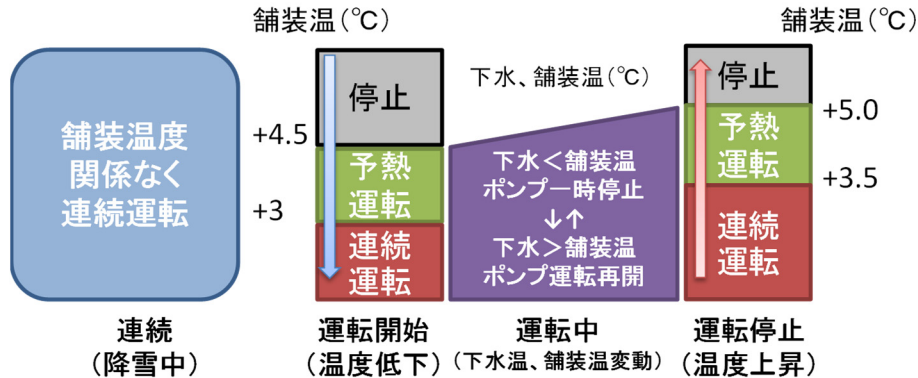 舗装温(℃)
舗装温(℃)
舗装温度
関係なく
連続運転
+4.5
+3
停止
予熱
運転
連続
運転
下水、舗装温(℃)
下水<舗装温
ポンプ一時停止
↓↑
下水>舗装温
ポンプ運転再開
停止
予熱
運転
連続
運転
+5.0
+3.5
連続
(降雪中)
運転開始
(温度低下)
運転中
(下水温、舗装温変動)
運転停止
(温度上昇)